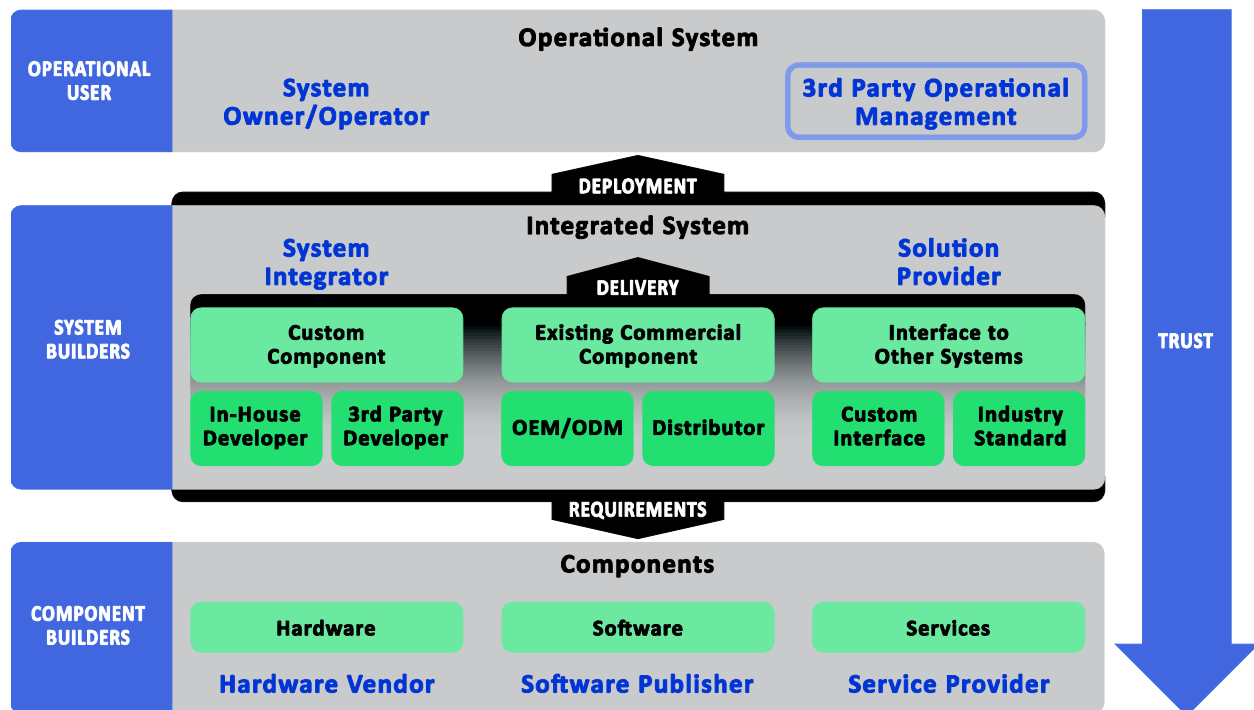 OPERATIONAL
USER
Operational System
System
Owner/Operator
3rd Party Operational
Management
DEPLOYMENT
SYSTEM
BUILDERS
Integrated System
System
Integrator
Solution
Provider
DELIVERY
Custom
Component
Existing Commercial
Component
Interface to
Other Systems
In-House
Developer
3rd Party
Developer
OEM/ODM
Distributor
Custom
Interface
Industry
Standard
REQUIREMENTS
COMPONENT
BUILDERS
Components
Hardware
Software
Services
Hardware Vendor
Software Publisher
Service Provider
TRUST